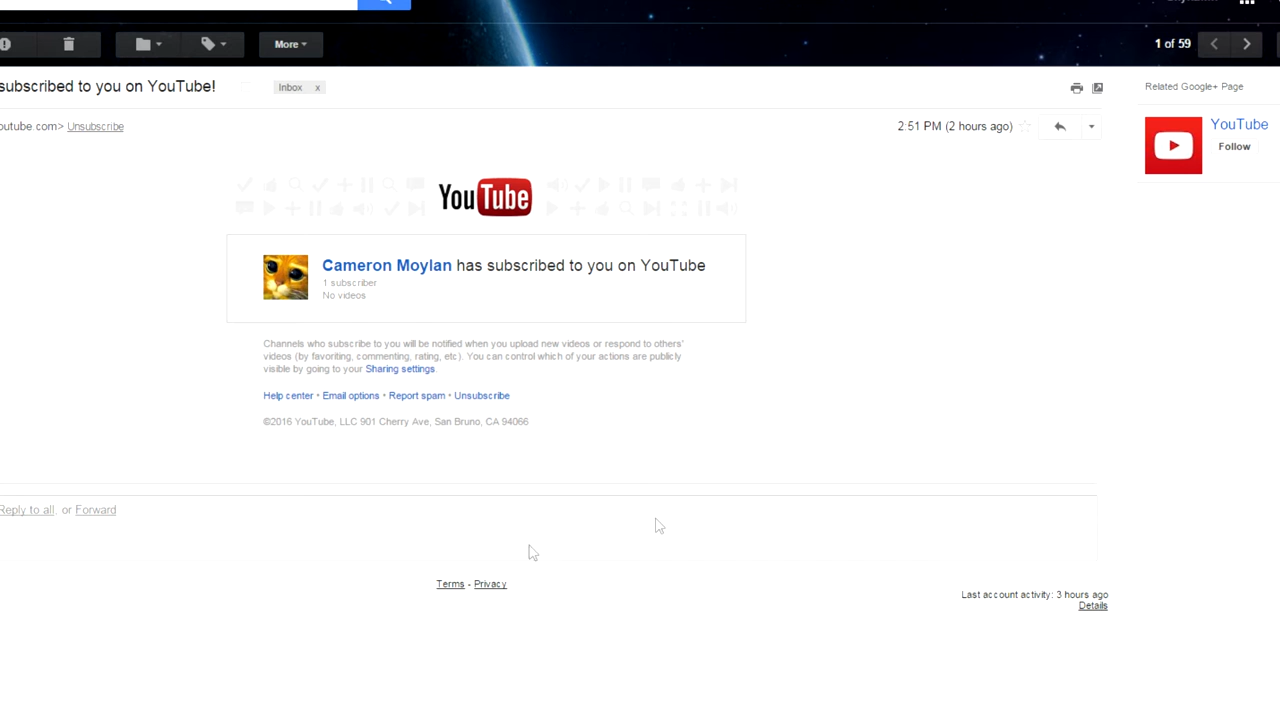 More
1 of 59
subscribed to you on YouTube!
Inbox x
Related Google+ Page
outube.com> Unsubscribe
2:51 PM (2 hours ago)
YouTube
Follow
YouTube
Cameron Moylan has subscribed to you on YouTube
1 subscriber
No videos
Channels who subscribe to you will be notified when you upload new videos or respond to others'
videos (by favoriting, commenting, rating, etc). You can control which of your actions are publicly
visible by going to your Sharing settings.
Help center • Email options • Report spam • Unsubscribe
©2016 YouTube, LLC 901 Cherry Ave, San Bruno, CA 94066
Reply to all, or Forward
Terms - Privacy
Last account activity: 3 hours ago
Details